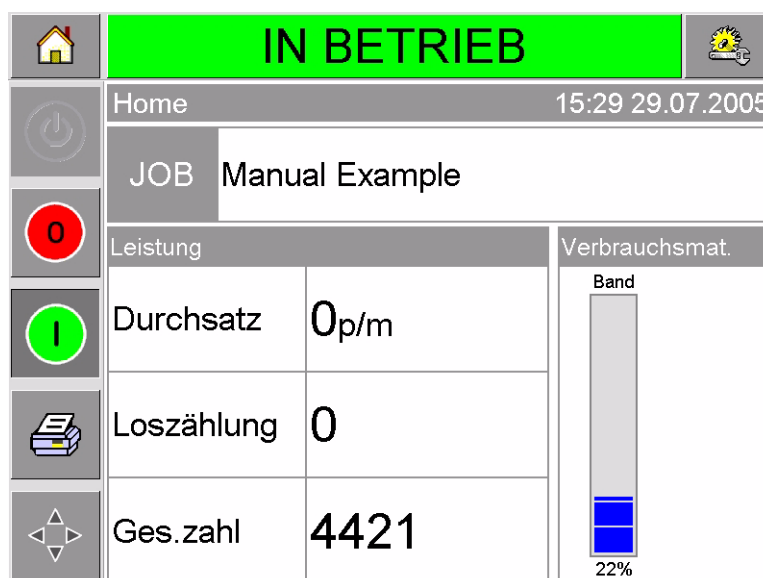 IN BETRIEB
Home 15:29 29.07.2005
JOB Manual Example
0
Leistung
Verbrauchsmat.
Band
I
Durchsatz 0p/m
Loszählung 0
Ges.zahl 4421
22%